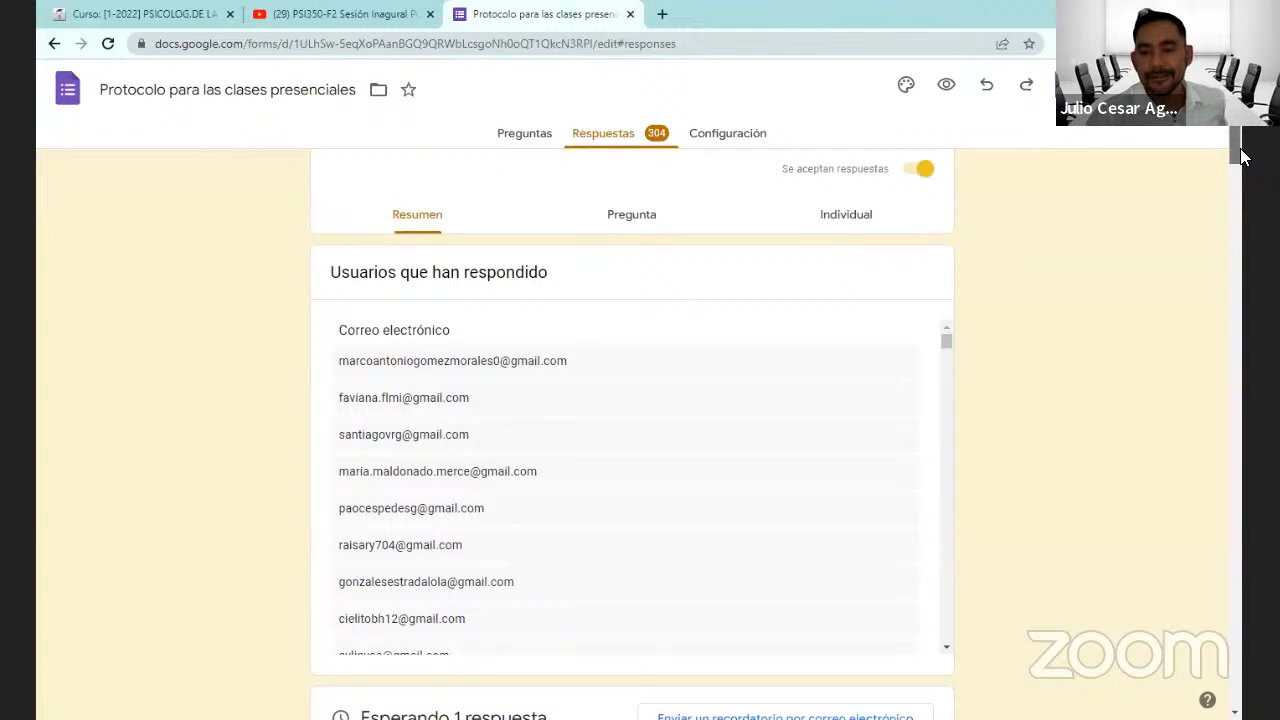 Curso: [1-2022] PSICOLOG.DE LA
(29) PSI350-F2 Sesión Inagural P
Protocolo para las clases presen
docs.google.com/forms/d/1ULhSw-5eqXoPAanBGQ9QRWbLcsgoNh0oQT1QkcN3RPI/edit#responses
Julio Cesar Ag...
Protocolo para las clases presenciales
Preguntas
Respuestas
304
Configuración
Se aceptan respuestas
Resumen
Pregunta
Individual
Usuarios que han respondido
Correo electrónico
marcoantoniogomezmorales0@gmail.com
faviana.flmi@gmail.com
santiagovrg@gmail.com
maria.maldonado.merce@gmail.com
paocespedesg@gmail.com
raisary704@gmail.com
gonzalesestradalola@gmail.com
cielitobh12@gmail.com
zoom
Esperando 1 respuesta
Enviar un recordatorio por correo electrónico